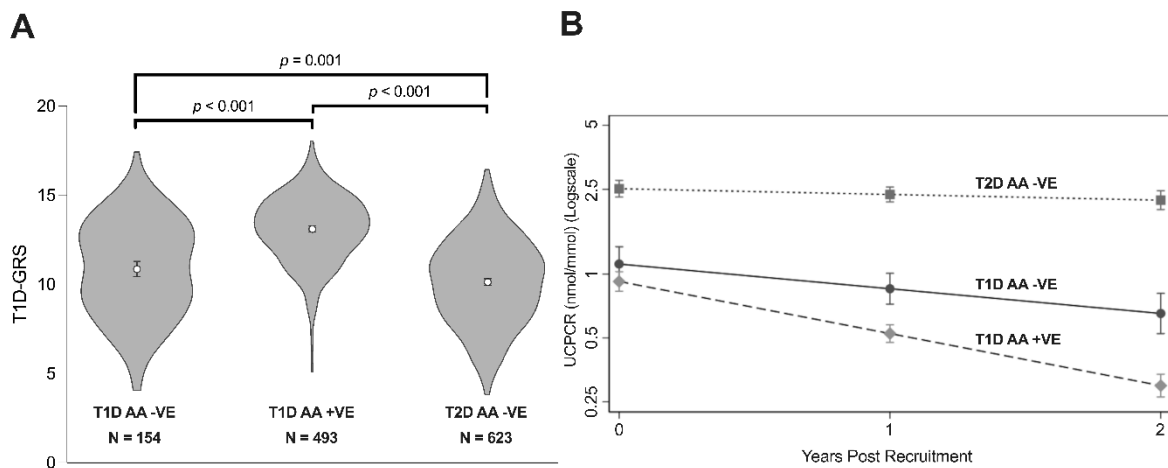 A
p = 0.001
p < 0.001
p < 0.001
20
15
10
5
0
T1D-GRS
T1D AA -VE
T1D AA +VE
T2D AA -VE
N = 154
N = 493
N = 623
B
5
2.5
1
0.5
0.25
UCPCR (nmol/mmol) (Logscale)
T2D AA -VE
T1D AA -VE
T1D AA +VE
0
1
2
Years Post Recruitment